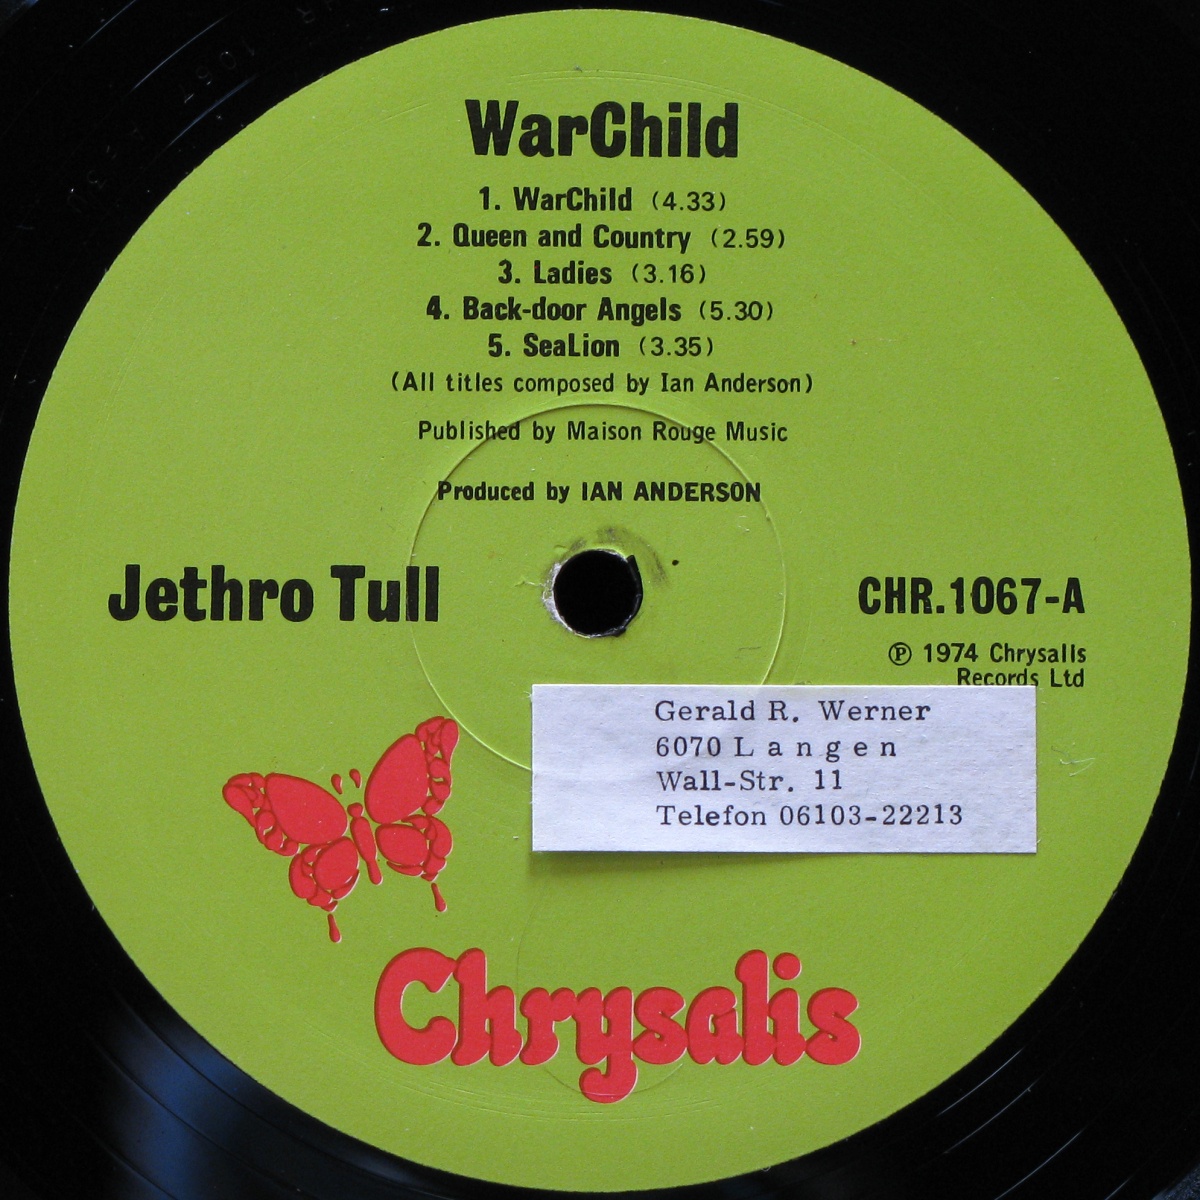 WarChild
1. WarChild (4.33)
2. Queen and Country (2.59)
3. Ladies (3.16)
4. Back-door Angels (5.30)
5. SeaLion (3.35)
(All titles composed by Ian Anderson)
Published by Maison Rouge Music
Produced by IAN ANDERSON
Jethro Tull
CHR.1067-A
℗ 1974 Chrysalis
Records Ltd
Gerald R. Werner
6070 L a n g e n
Wall-Str. 11
Telefon 06103-22213
Chrysalis